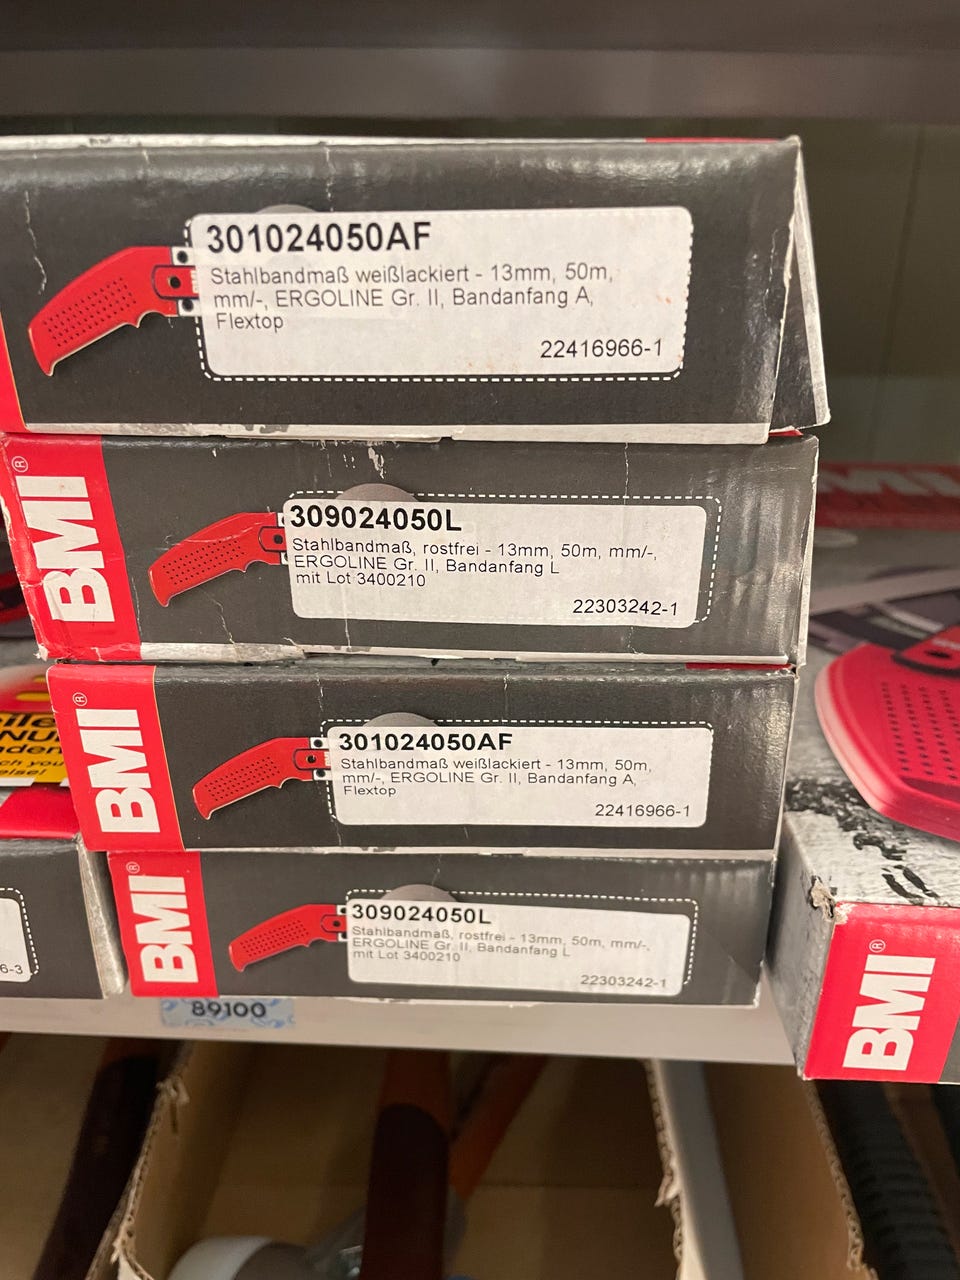 301024050AF
Stahlbandmaß weißlackiert - 13mm, 50m,
mm/-, ERGOLINE Gr. II, Bandanfang A,
Flextop
22416966-1
BMI®
309024050L
Stahlbandmaß, rostfrei - 13mm, 50m, mm/-,
ERGOLINE Gr. II, Bandanfang L
mit Lot 3400210
22303242-1
BMI®
301024050AF
Stahlbandmaß weißlackiert - 13mm, 50m,
mm/-, ERGOLINE Gr. II, Bandanfang A,
Flextop
22416966-1
BMI®
309024050L
Stahlbandmaß, rostfrei - 13mm, 50m, mm/-,
ERGOLINE Gr. II, Bandanfang L
mit Lot 3400210
22303242-1
6-3
89100
BMI®